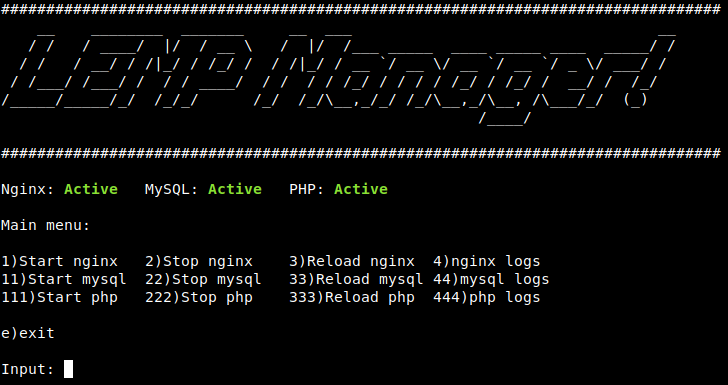 ################################################################################
LEMP Manager!
################################################################################
Nginx: Active   MySQL: Active   PHP: Active
Main menu:
1)Start nginx   2)Stop nginx    3)Reload nginx  4)nginx logs
11)Start mysql  22)Stop mysql   33)Reload mysql 44)mysql logs
111)Start php   222)Stop php    333)Reload php  444)php logs
e)exit
Input: